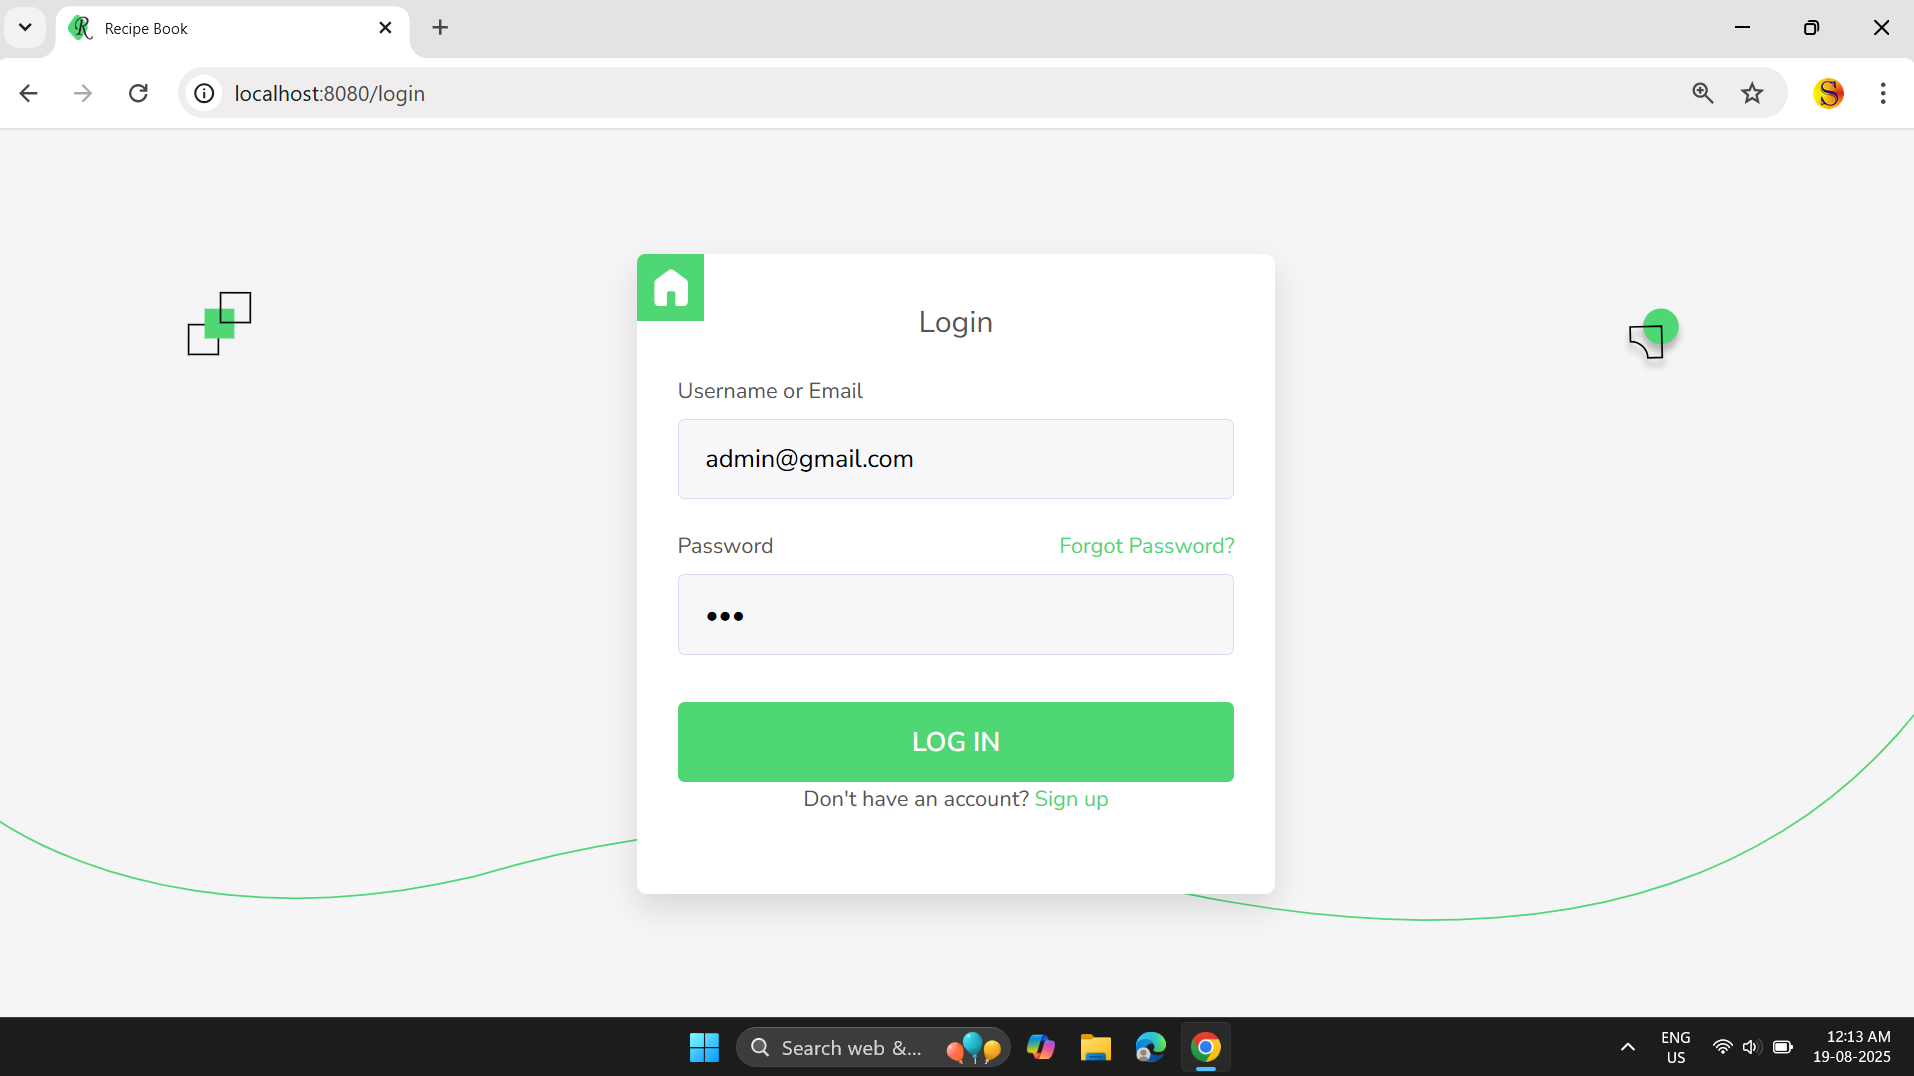 Recipe Book
localhost:8080/login
Login
Username or Email
admin@gmail.com
Password
Forgot Password?
•••
LOG IN
Don't have an account? Sign up
Search web &...
ENG
US
12:13 AM
19-08-2025